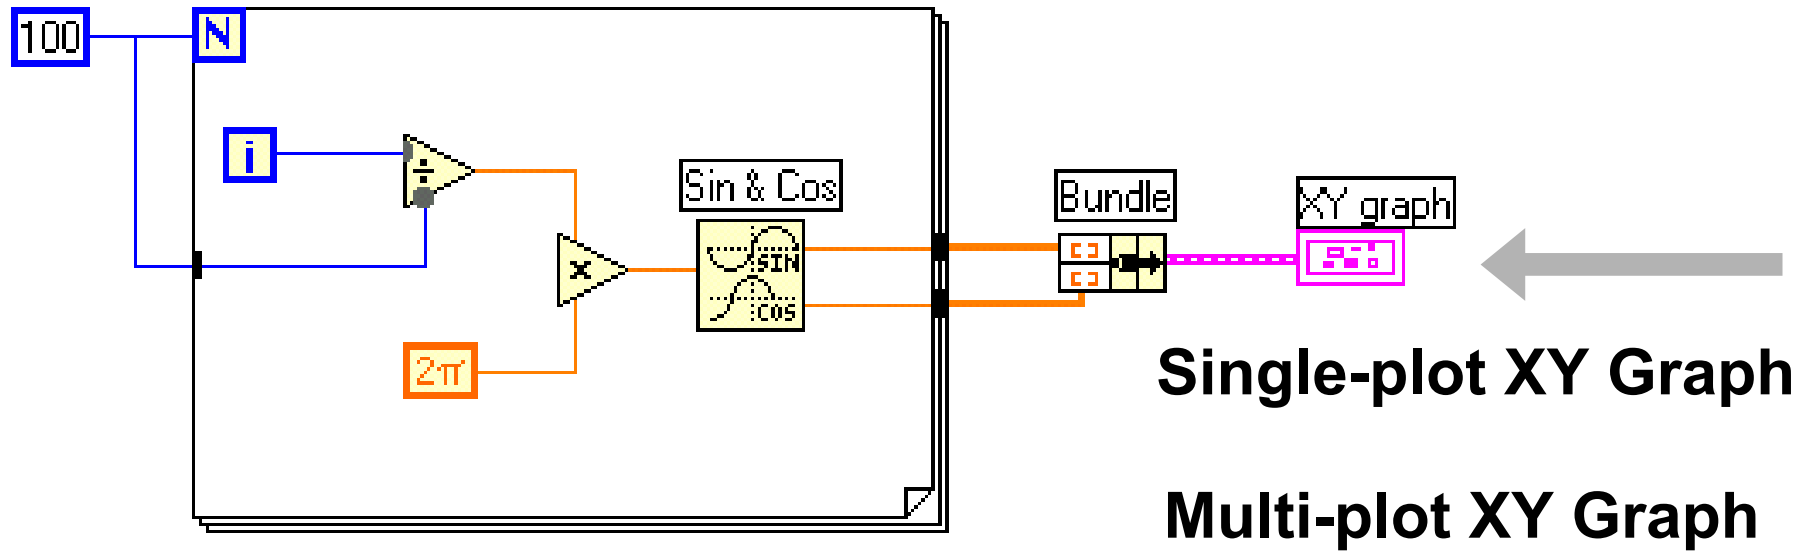 100
N
i
÷
Sin & Cos
Bundle
XY graph
SIN
x
COS
2π
Single-plot XY Graph
Multi-plot XY Graph